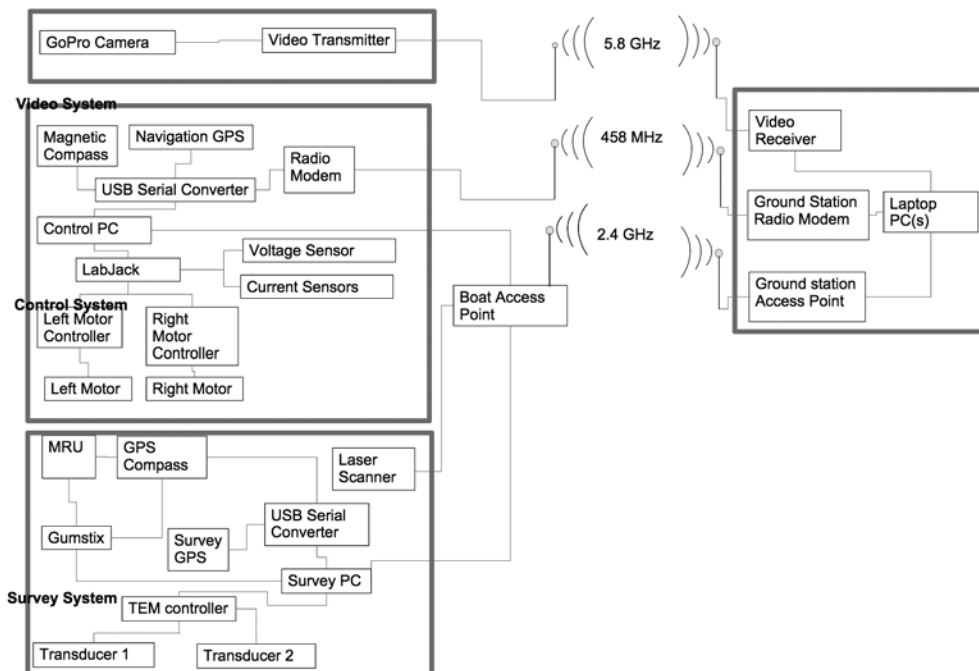 GoPro Camera
Video Transmitter
5.8 GHz
Video System
Magnetic
Compass
Navigation GPS
Radio
Modem
USB Serial Converter
458 MHz
Video
Receiver
Control PC
Ground Station
Radio Modem
Laptop
PC(s)
2.4 GHz
Voltage Sensor
LabJack
Current Sensors
Ground station
Access Point
Boat Access
Point
Control System
Left Motor
Controller
Right
Motor
Controller
Left Motor
Right Motor
MRU
GPS
Compass
Laser
Scanner
USB Serial
Converter
Gumstix
Survey
GPS
Survey PC
Survey System
TEM controller
Transducer 1
Transducer 2